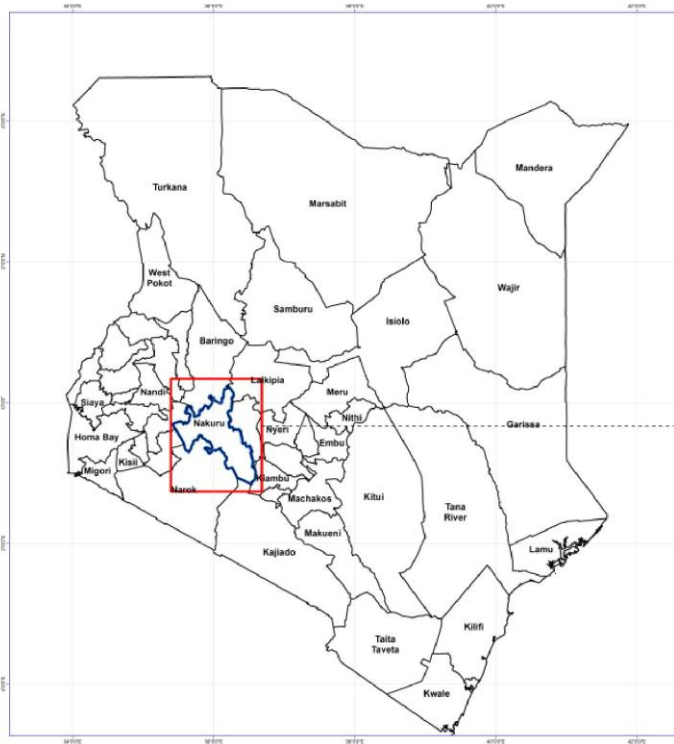 Mandera
Turkana
Marsabit
West
Pokot
Wajir
Samburu
Isiolo
Baringo
Laikipia
Nandi
Meru
Siaya
Nithi
Nakuru
Garissa
Nyeri
Homa Bay
Embu
Kisii
Migori
Kiambu
Narok
Machakos
Kitui
Tana
River
Makueni
Lamu
Kajiado
Kilifi
Taita
Taveta
Kwale